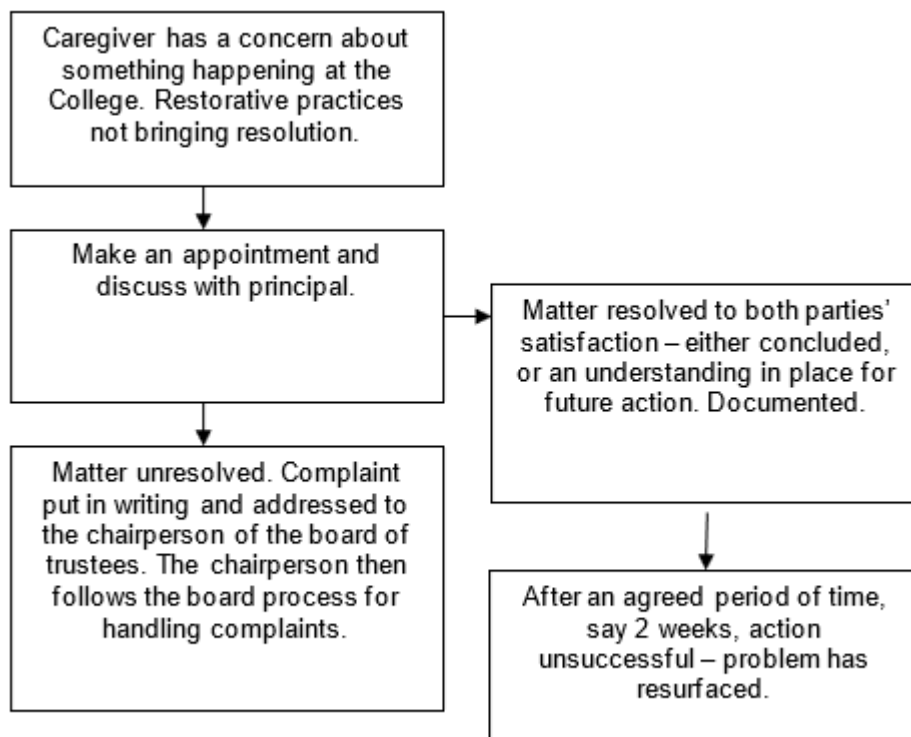 Caregiver has a concern about
something happening at the
College. Restorative practices
not bringing resolution.
Make an appointment and
discuss with principal.
Matter resolved to both parties’
satisfaction – either concluded,
or an understanding in place for
future action. Documented.
Matter unresolved. Complaint
put in writing and addressed to
the chairperson of the board of
trustees. The chairperson then
follows the board process for
handling complaints.
After an agreed period of time,
say 2 weeks, action
unsuccessful – problem has
resurfaced.